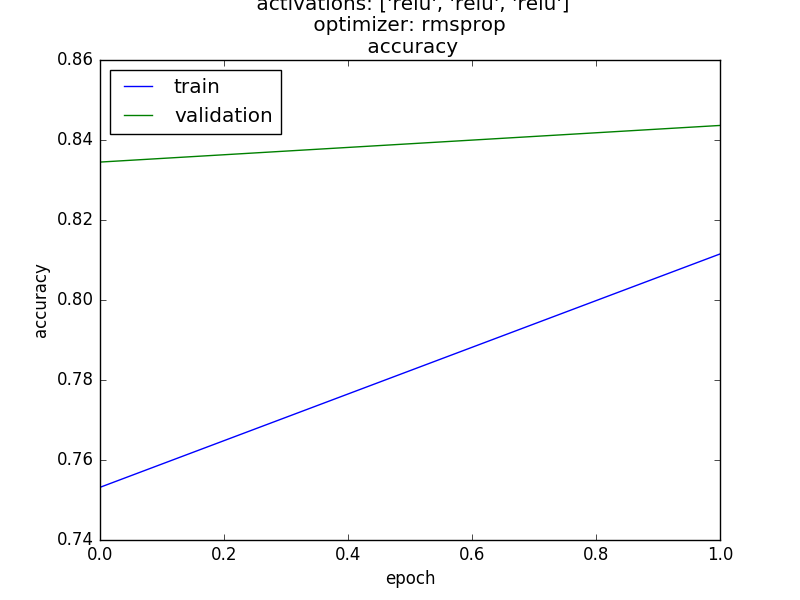 activations: ['relu', 'relu', 'relu']
optimizer: rmsprop
accuracy
0.86
train
validation
0.84
0.82
0.80
0.78
0.76
0.74
accuracy
0.0 0.2 0.4 0.6 0.8 1.0
epoch